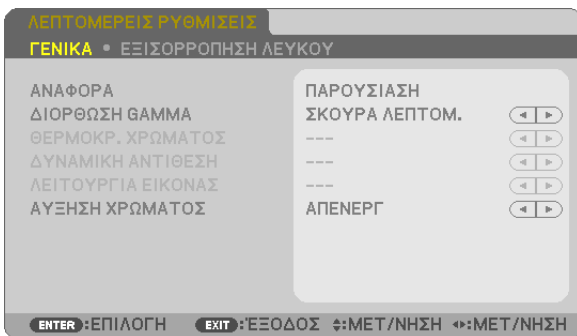 ΛΕΠΤΟΜΕΡΕΙΣ ΡΥΘΜΙΣΕΙΣ
ΓΕΝΙΚΑ • ΕΞΙΣΟΡΡΟΠΗΣΗ ΛΕΥΚΟΥ
ΑΝΑΦΟΡΑ ΠΑΡΟΥΣΙΑΣΗ
ΔΙΟΡΘΩΣΗ GAMMA ΣΚΟΥΡΑ ΛΕΠΤΟΜ.
ΘΕΡΜΟΚΡ. ΧΡΩΜΑΤΟΣ ---
ΔΥΝΑΜΙΚΗ ΑΝΤΙΘΕΣΗ ---
ΛΕΙΤΟΥΡΓΙΑ ΕΙΚΟΝΑΣ ---
ΑΥΞΗΣΗ ΧΡΩΜΑΤΟΣ ΑΠΕΝΕΡΓ
ENTER :ΕΠΙΛΟΓΗ EXIT :ΈΞΟΔΟΣ :ΜΕΤ/ΝΗΣΗ :ΜΕΤ/ΝΗΣΗ